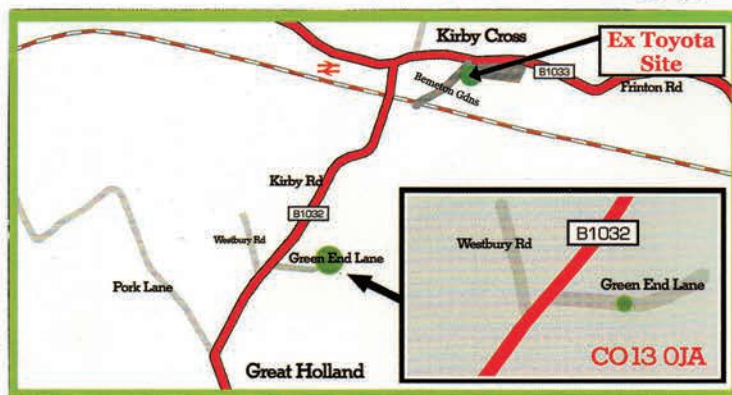 Kirby Cross
Ex Toyota
Site
B1033
Bemeton Gdns
Frinton Rd
Kirby Rd
B1032
Westbury Rd
Green End Lane
Pork Lane
Great Holland
B1032
Westbury Rd
Green End Lane
CO13 0JA